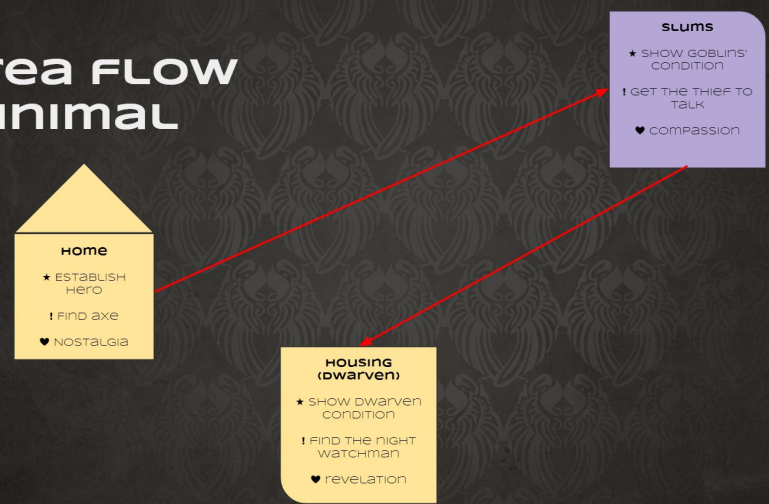 rea FLOW
inimal
Home
★ Establish
Hero
! Find axe
♥ Nostalgia
Slums
★ Show goblins'
condition
! Get the thief to
talk
♥ Compassion
Housing
(Dwarven)
★ Show dwarven
condition
! Find the night
watchman
♥ Revelation